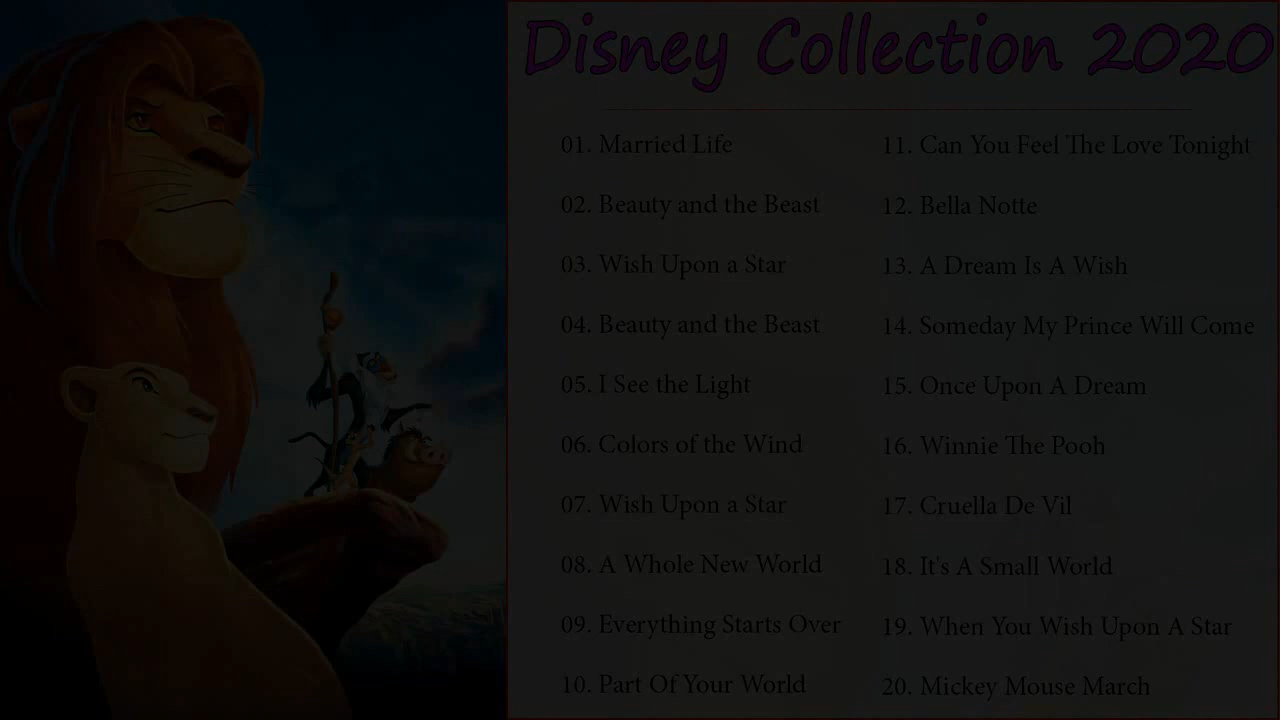 Disney Collection 2020
01. Married Life
02. Beauty and the Beast
03. Wish Upon a Star
04. Beauty and the Beast
05. I See the Light
06. Colors of the Wind
07. Wish Upon a Star
08. A Whole New World
09. Everything Starts Over
10. Part Of Your World
11. Can You Feel The Love Tonight
12. Bella Notte
13. A Dream Is A Wish
14. Someday My Prince Will Come
15. Once Upon A Dream
16. Winnie The Pooh
17. Cruella De Vil
18. It's A Small World
19. When You Wish Upon A Star
20. Mickey Mouse March